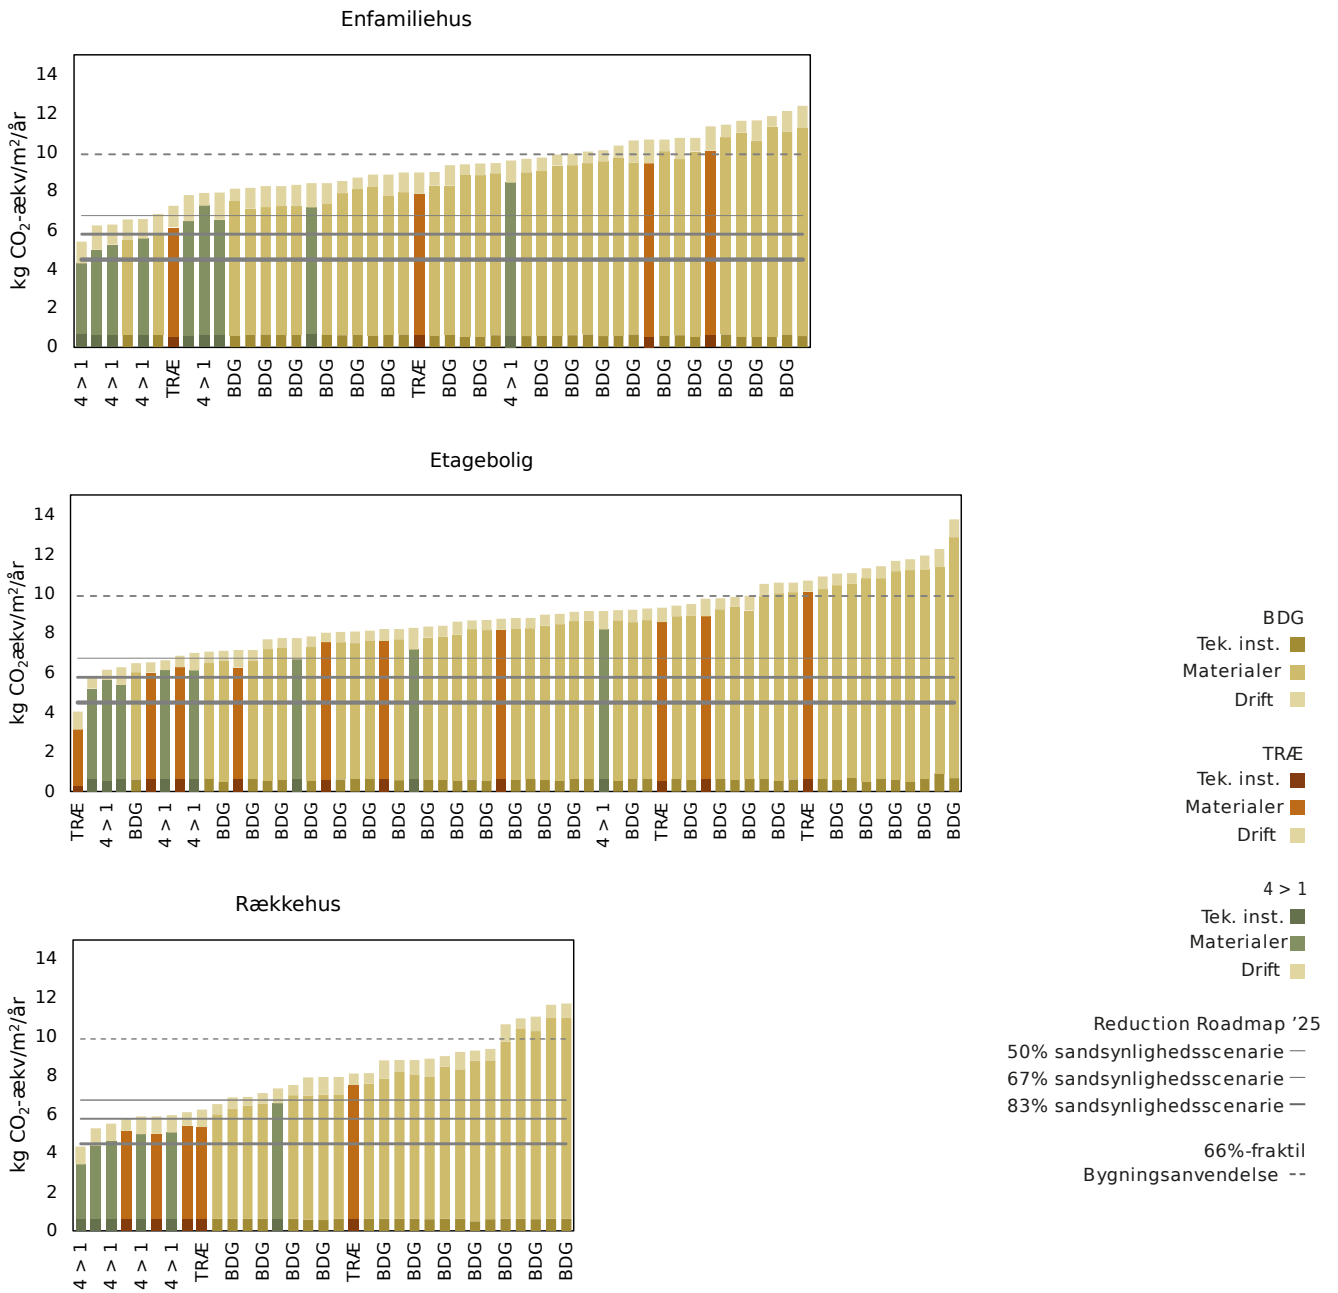 Enfamiliehus
kg CO₂-ækv/m²/år
14
12
10
8
6
4
2
0
4 > 1
4 > 1
4 > 1
TRÆ
4 > 1
BDG
BDG
BDG
BDG
BDG
BDG
TRÆ
BDG
BDG
4 > 1
BDG
BDG
BDG
BDG
BDG
BDG
BDG
BDG
BDG
Etagebolig
kg CO₂ækv/m²/år
14
12
10
8
6
4
2
0
TRÆ
4 > 1
BDG
4 > 1
4 > 1
BDG
BDG
BDG
BDG
BDG
BDG
BDG
BDG
BDG
BDG
BDG
BDG
BDG
4 > 1
BDG
TRÆ
BDG
BDG
BDG
BDG
TRÆ
BDG
BDG
BDG
BDG
BDG
Rækkehus
kg CO₂-ækv/m²/år
14
12
10
8
6
4
2
0
4 > 1
4 > 1
4 > 1
4 > 1
TRÆ
BDG
BDG
BDG
BDG
TRÆ
BDG
BDG
BDG
BDG
BDG
BDG
BDG
BDG
Tek. inst.
Materialer
Drift
TRÆ
Tek. inst.
Materialer
Drift
4 > 1
Tek. inst.
Materialer
Drift
Reduction Roadmap ’25
50% sandsynlighedsscenarie
67% sandsynlighedsscenarie
83% sandsynlighedsscenarie
66%-fraktil
Bygningsanvendelse